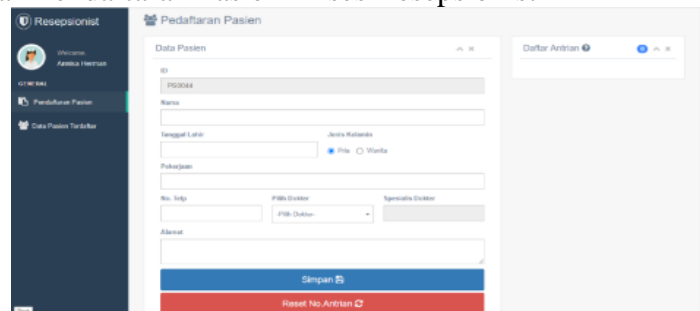 Resepsionist
Pedaftaran Pasien
Welcome,
Annisa Herman
GENERAL
Pendaftaran Pasien
Data Pasien Terdaftar
Data Pasien
ID
PS0044
Nama
Tanggal Lahir
Jenis Kelamin
Pria
Wanita
Pekerjaan
No. Telp
Pilih Dokter
Spesialis Dokter
-Pilih Dokter-
Alamat
Simpan
Reset No.Antrian
Daftar Antrian
0